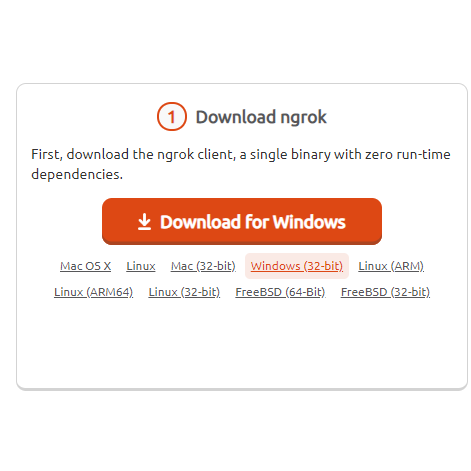 1 Download ngrok
First, download the ngrok client, a single binary with zero run-time
dependencies.
Download for Windows
Mac OS X Linux Mac (32-bit) Windows (32-bit) Linux (ARM)
Linux (ARM64) Linux (32-bit) FreeBSD (64-Bit) FreeBSD (32-bit)